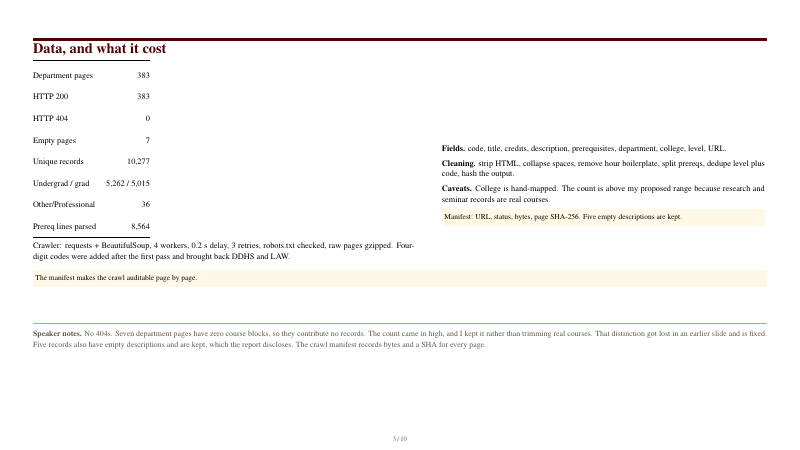 Data, and what it cost
Department pages 383
HTTP 200 383
HTTP 404 0
Empty pages 7
Unique records 10,277
Undergrad / grad 5,262 / 5,015
Other/Professional 36
Prereq lines parsed 8,564
Crawler: requests + BeautifulSoup, 4 workers, 0.2 s delay, 3 retries, robots.txt checked, raw pages gzipped. Four-
digit codes were added after the first pass and brought back DDHS and LAW.
Fields. code, title, credits, description, prerequisites, department, college, level, URL.
Cleaning. strip HTML, collapse spaces, remove hour boilerplate, split prereqs, dedupe level plus
code, hash the output.
Caveats. College is hand-mapped. The count is above my proposed range because research and
seminar records are real courses.
Manifest: URL, status, bytes, page SHA-256. Five empty descriptions are kept.
The manifest makes the crawl auditable page by page.
Speaker notes. No 404s. Seven department pages have zero course blocks, so they contribute no records. The count came in high, and I kept it rather than trimming real courses. That distinction got lost in an earlier slide and is fixed.
Five records also have empty descriptions and are kept, which the report discloses. The crawl manifest records bytes and a SHA for every page.
3 / 10